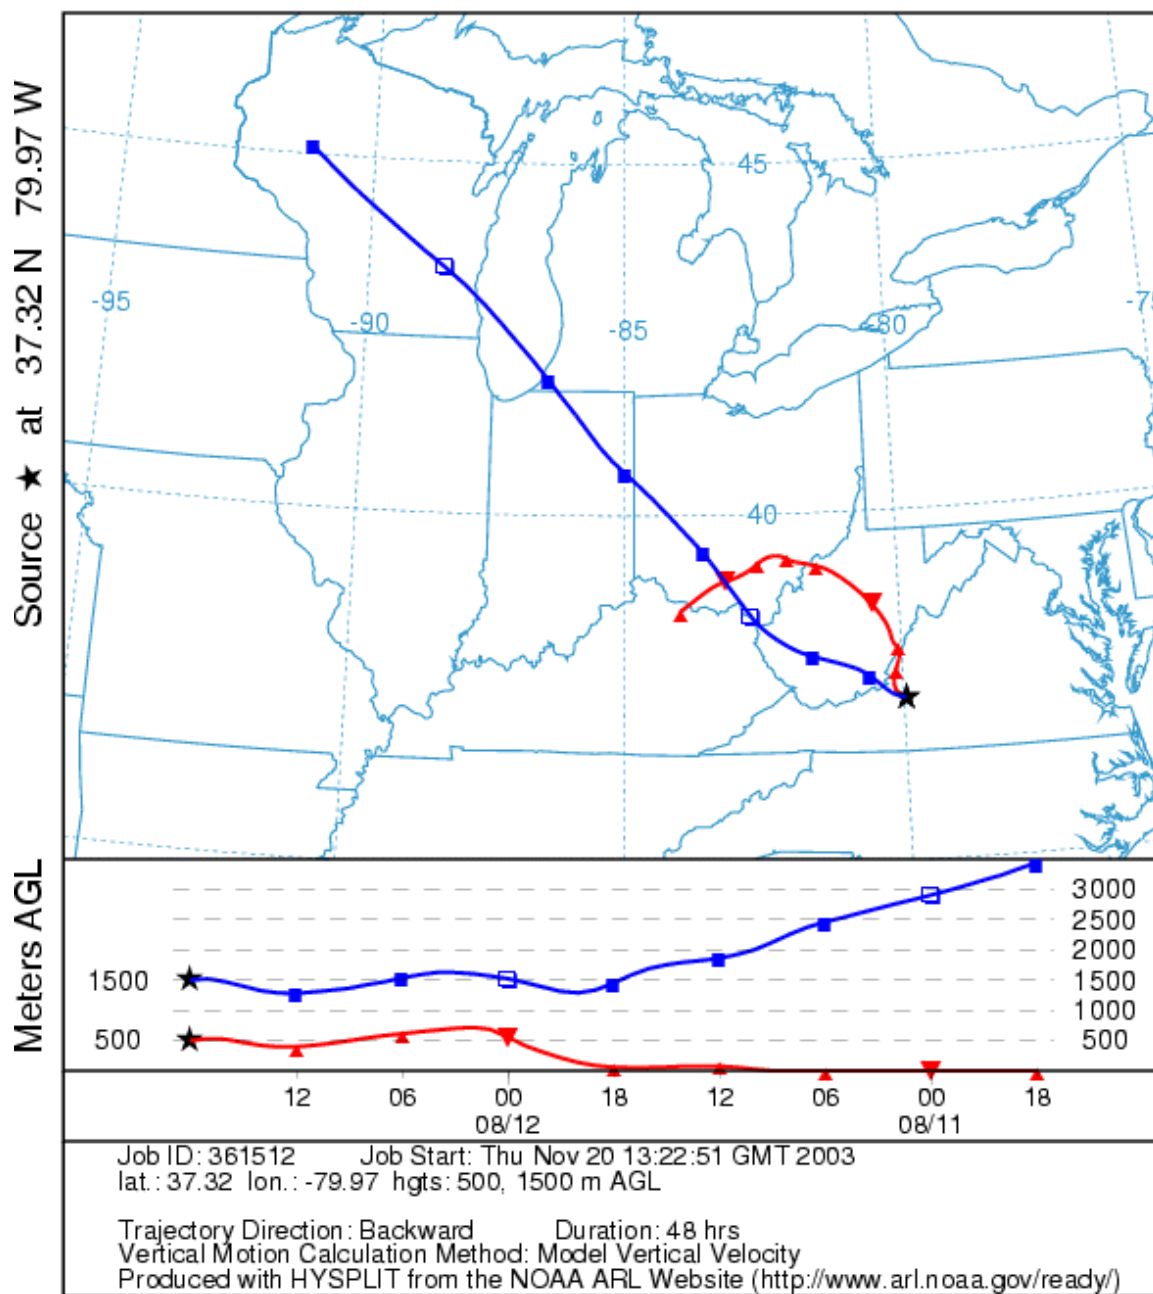 Source ★ at 37.32 N 79.97 W
45
-95
-90
-85
-80
-75
40
Meters AGL
3000
2500
2000
1500
1500
1000
500
500
12 06 00 18 12 06 00 18
08/12 08/11
Job ID: 361512 Job Start: Thu Nov 20 13:22:51 GMT 2003
lat.: 37.32 lon.: -79.97 hgts: 500, 1500 m AGL
Trajectory Direction: Backward Duration: 48 hrs
Vertical Motion Calculation Method: Model Vertical Velocity
Produced with HYSPLIT from the NOAA ARL Website (http://www.arl.noaa.gov/ready/)